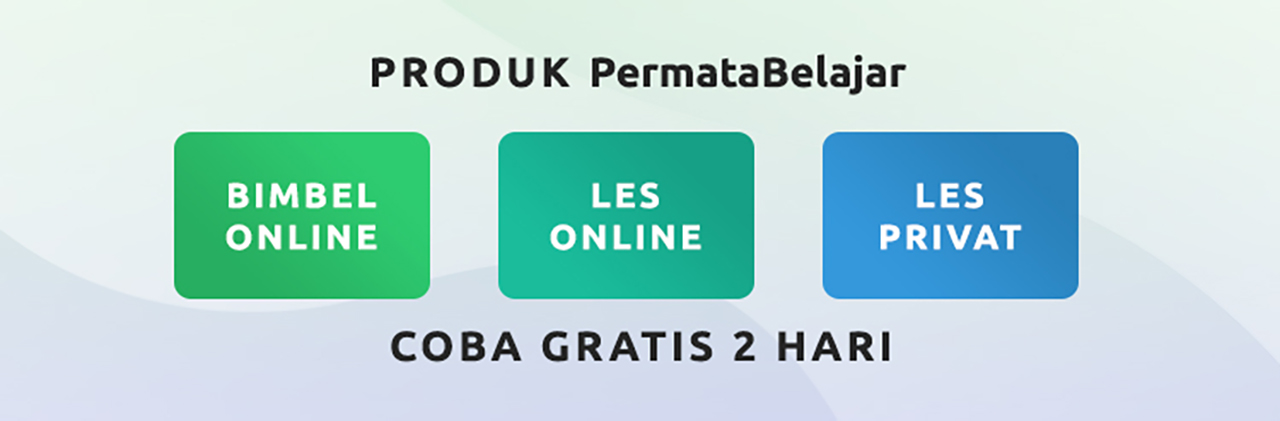 PRODUK PermataBelajar
BIMBEL
ONLINE
LES
ONLINE
LES
PRIVAT
COBA GRATIS 2 HARI